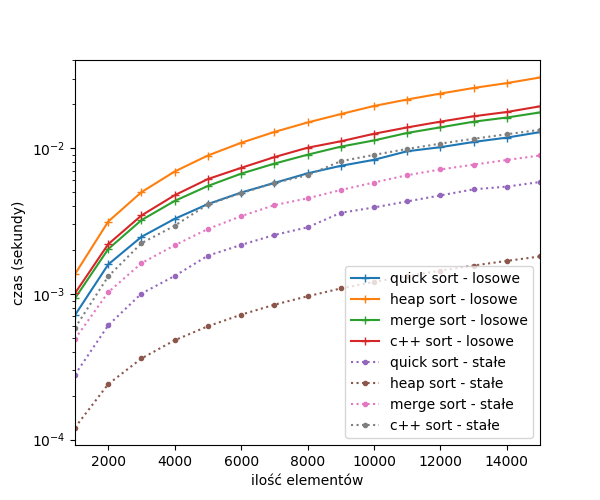 czas (sekundy)
10⁻²
10⁻³
10⁻⁴
quick sort - losowe
heap sort - losowe
merge sort - losowe
c++ sort - losowe
quick sort - stałe
heap sort - stałe
merge sort - stałe
c++ sort - stałe
2000 4000 6000 8000 10000 12000 14000
ilość elementów